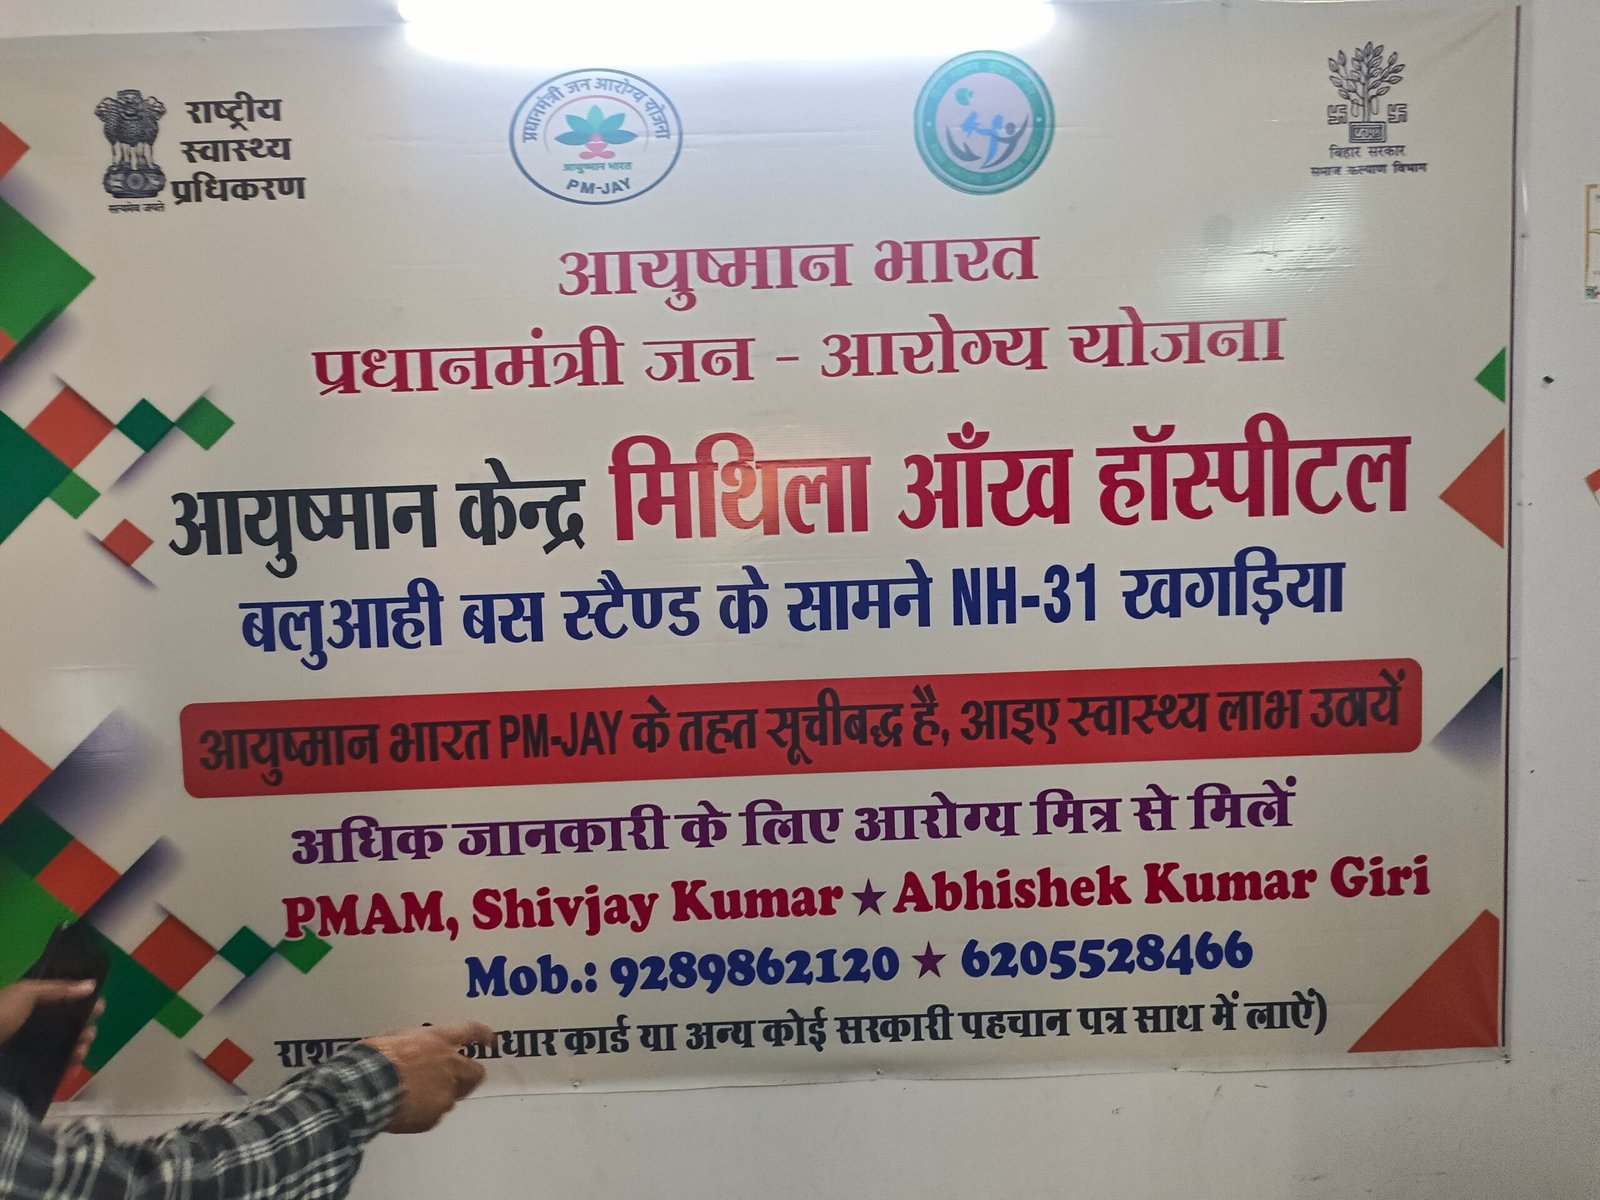 राष्ट्रीय
स्वास्थ्य
प्रधिकरण
सत्यमेव जयते
प्रधानमंत्री जन आरोग्य योजना
आयुष्मान भारत
PM-JAY
बिहार सरकार
समाज कल्याण विभाग
आयुष्मान भारत
प्रधानमंत्री जन - आरोग्य योजना
आयुष्मान केन्द्र मिथिला आँख हॉस्पीटल
बलुआही बस स्टैण्ड के सामने NH-31 खगड़िया
आयुष्मान भारत PM-JAY के तहत सूचीबद्ध है, आइए स्वास्थ्य लाभ उठायें
अधिक जानकारी के लिए आरोग्य मित्र से मिलें
PMAM, Shivjay Kumar ★ Abhishek Kumar Giri
Mob.: 9289862120 ★ 6205528466
आधार कार्ड या अन्य कोई सरकारी पहचान पत्र साथ में लाऐं)